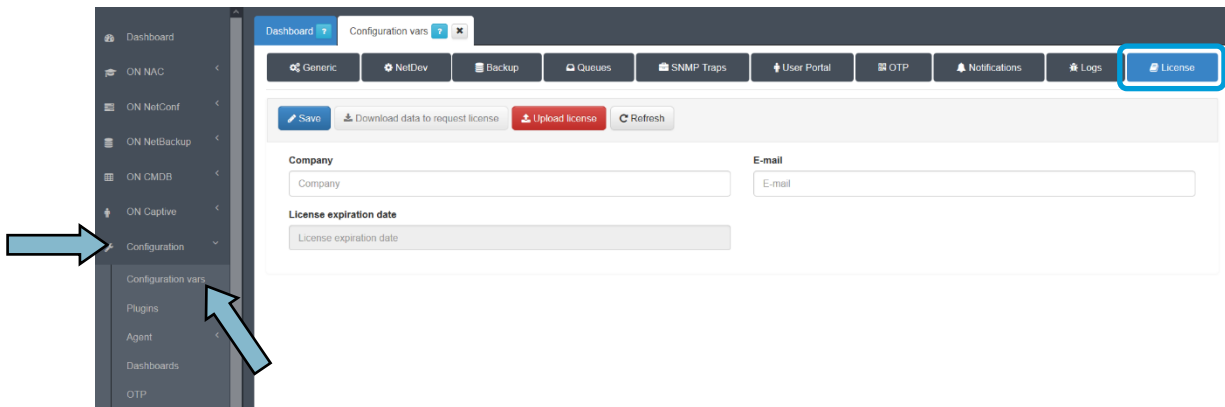 Dashboard
ON NAC
ON NetConf
ON NetBackup
ON CMDB
ON Captive
Configuration
Configuration vars
Plugins
Agent
Dashboards
OTP
Dashboard ?
Configuration vars ?
Generic
NetDev
Backup
Queues
SNMP Traps
User Portal
OTP
Notifications
Logs
License
Save
Download data to request license
Upload license
Refresh
Company
E-mail
Company
E-mail
License expiration date
License expiration date